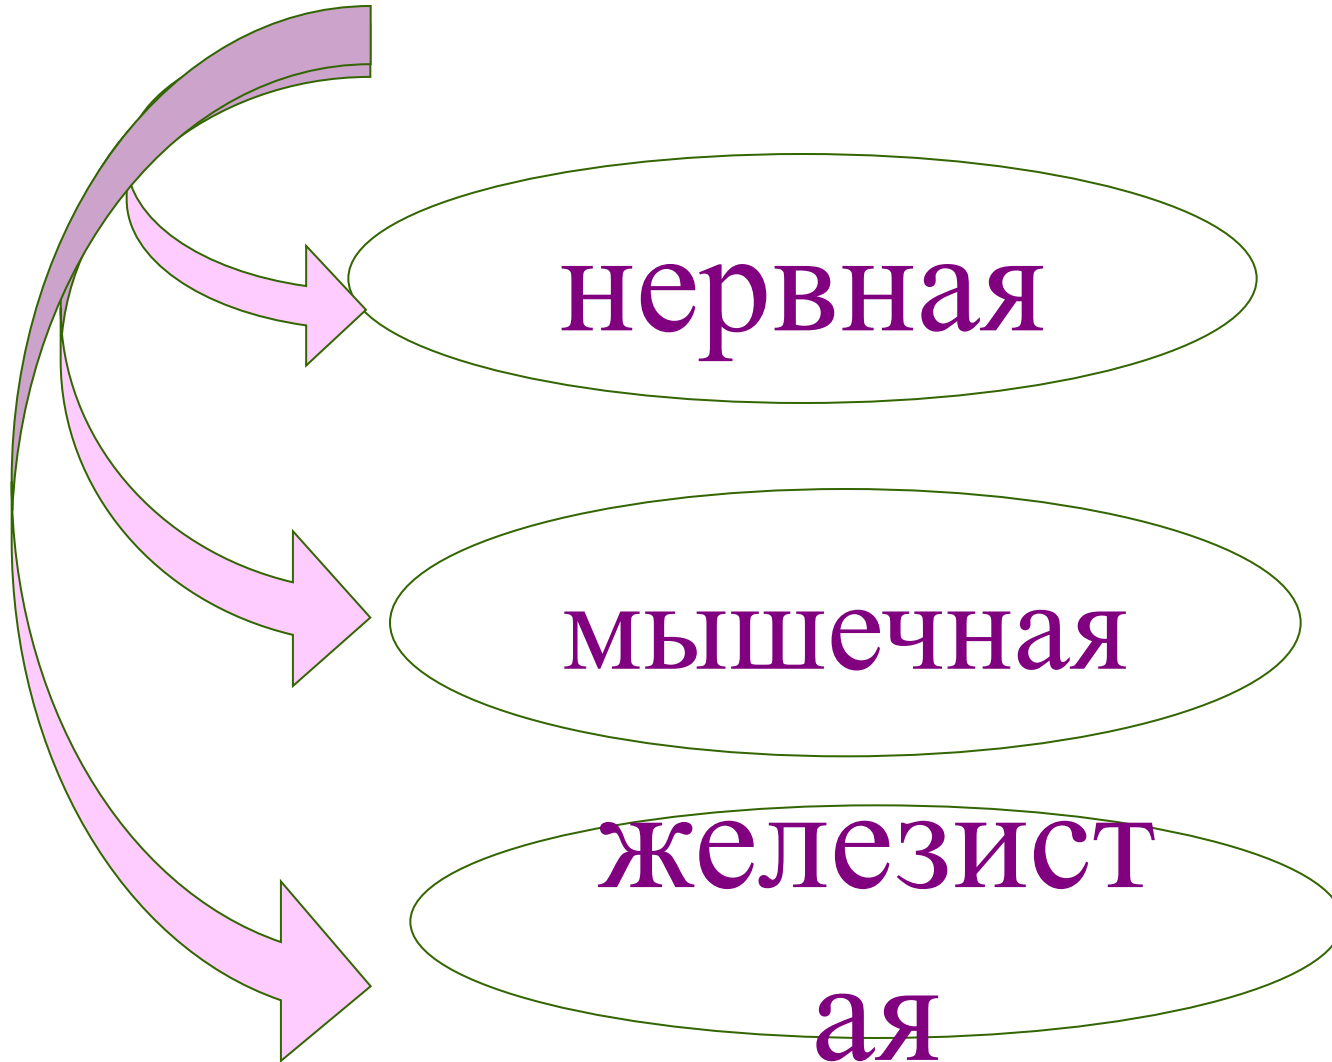 нервная
мышечная
железист
ая